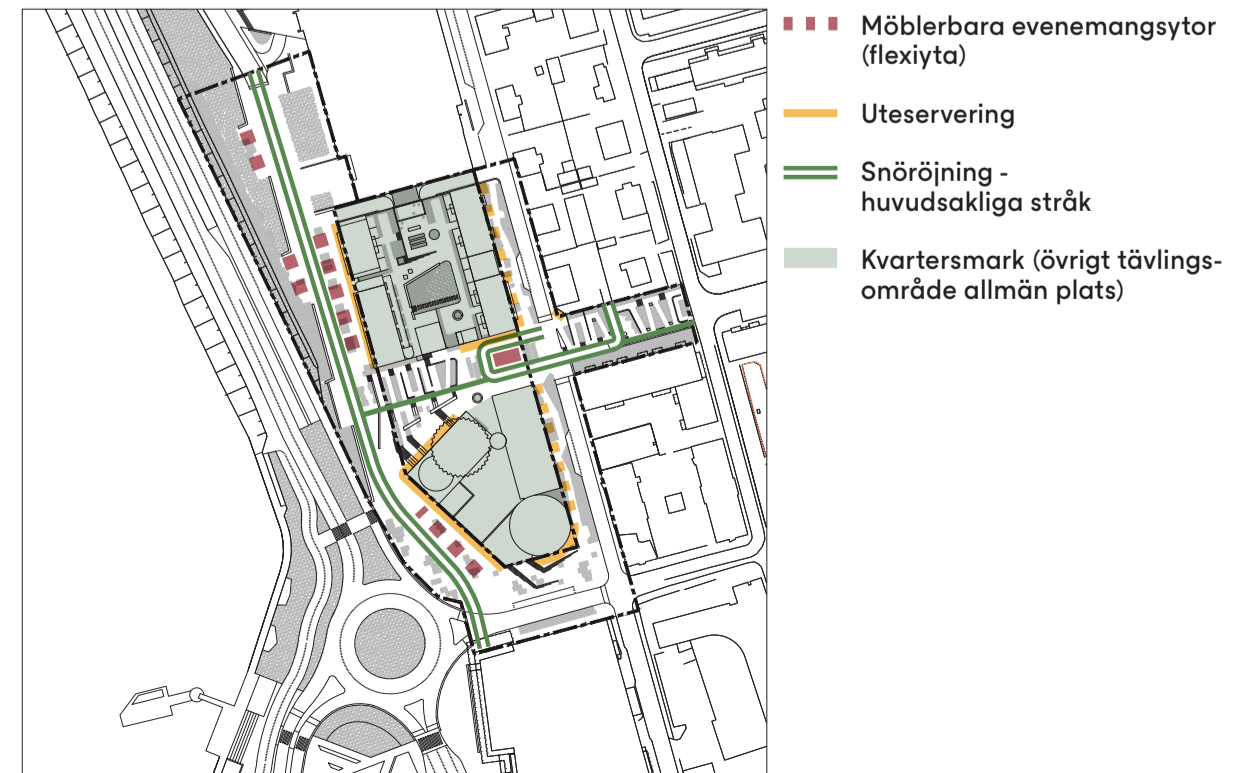 Möblerbara evenemangsytor
(flexiyta)
Uteservering
Snöröjning -
huvudsakliga stråk
Kvartersmark (övrigt tävlings-
område allmän plats)